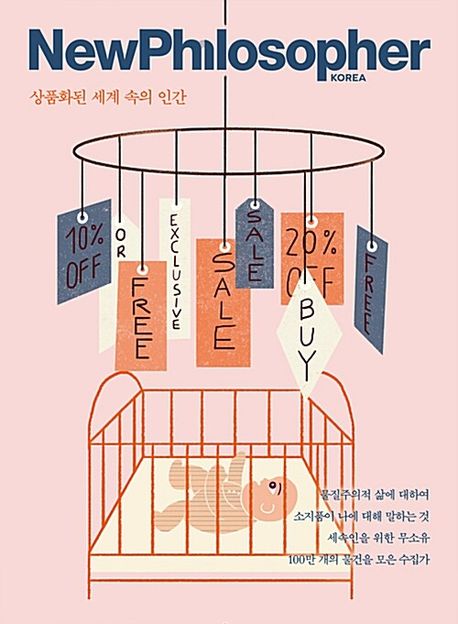 NewPhilosopher
KOREA
상품화된 세계 속의 인간
10%
OFF
OR
FREE
EXCLUSIVE
SALE
SALE
20%
OFF
BUY
FREE
물질주의적 삶에 대하여
소지품이 나에 대해 말하는 것
세속인을 위한 무소유
100만 개의 물건을 모은 수집가